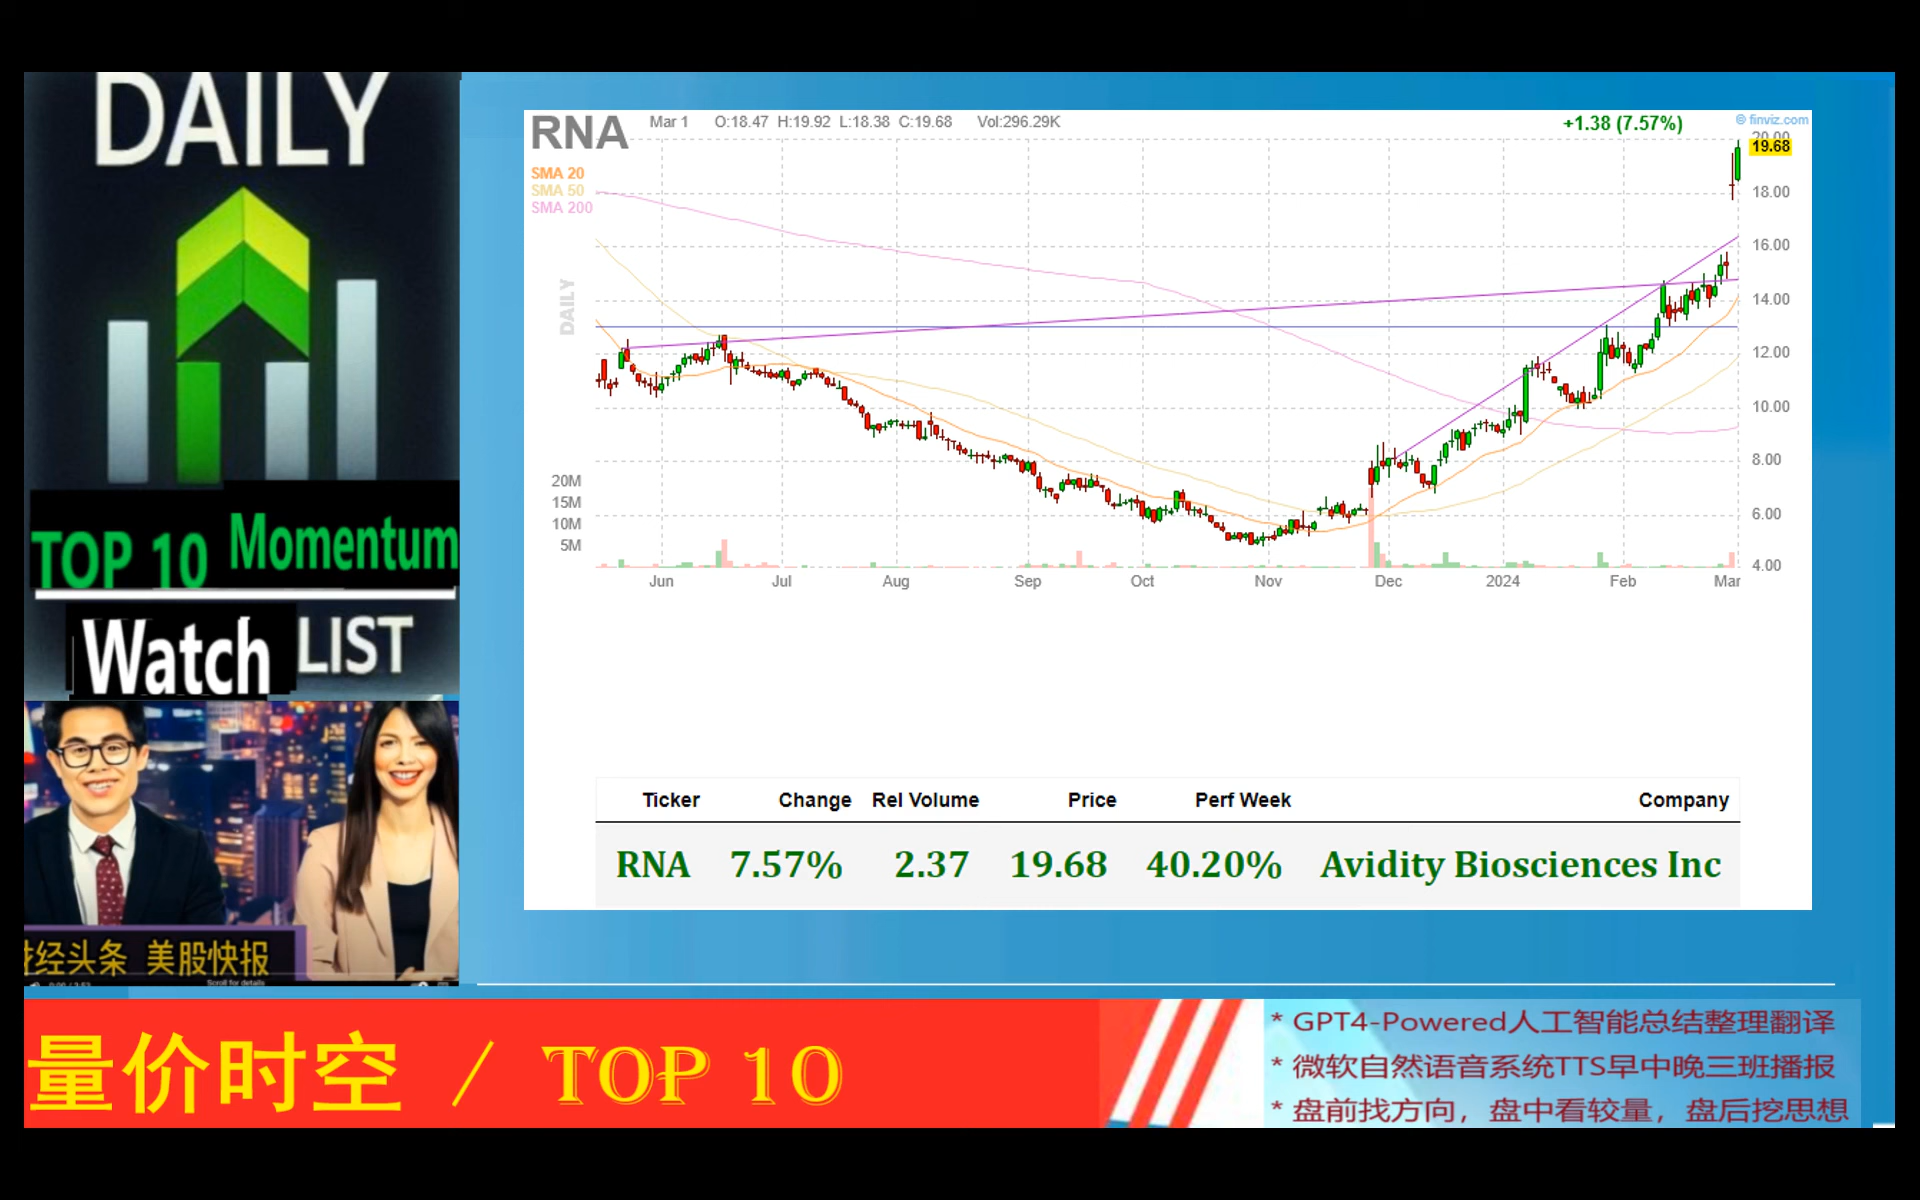 DAILY
TOP 10 Momentum
Watch LIST
经头条 美股快报
Scroll for details
RNA
Mar 1 O:18.47 H:19.92 L:18.38 C:19.68 Vol:296.29K
+1.38 (7.57%)
© finviz.com
SMA 20
SMA 50
SMA 200
DAILY
20.00
19.68
18.00
16.00
14.00
12.00
10.00
8.00
6.00
4.00
20M
15M
10M
5M
Jun Jul Aug Sep Oct Nov Dec 2024 Feb Mar
Ticker Change Rel Volume Price Perf Week Company
RNA 7.57% 2.37 19.68 40.20% Avidity Biosciences Inc
量价时空 / TOP 10
* GPT4-Powered人工智能总结整理翻译
* 微软自然语音系统TTS早中晚三班播报
* 盘前找方向，盘中看较量，盘后挖思想